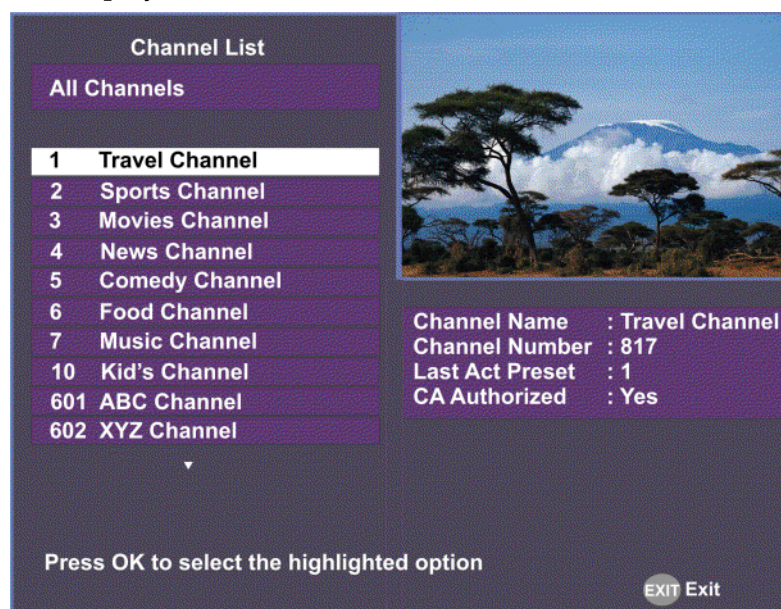 Channel List
All Channels
1 Travel Channel
2 Sports Channel
3 Movies Channel
4 News Channel
5 Comedy Channel
6 Food Channel
7 Music Channel
10 Kid's Channel
601 ABC Channel
602 XYZ Channel
Channel Name : Travel Channel
Channel Number : 817
Last Act Preset : 1
CA Authorized : Yes
Press OK to select the highlighted option
EXIT Exit